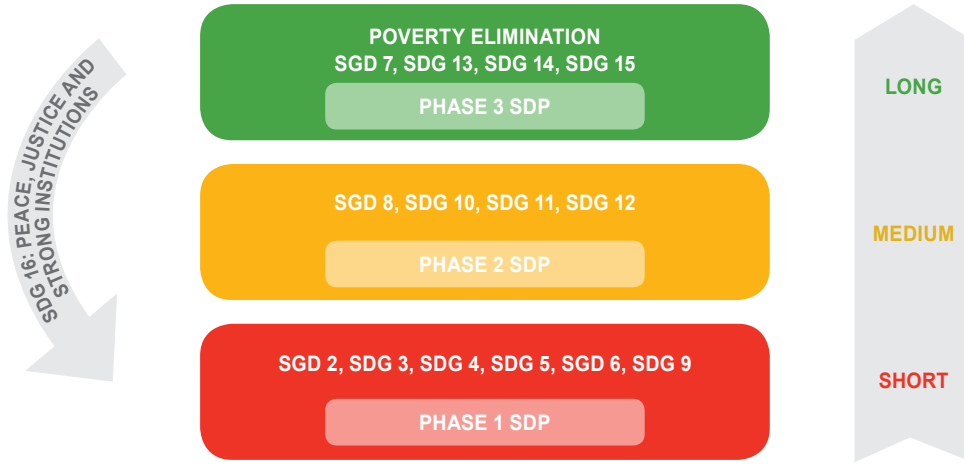 POVERTY ELIMINATION
SGD 7, SDG 13, SDG 14, SDG 15
PHASE 3 SDP
SGD 8, SDG 10, SDG 11, SDG 12
PHASE 2 SDP
SGD 2, SDG 3, SDG 4, SDG 5, SGD 6, SDG 9
PHASE 1 SDP
SDG 16: PEACE, JUSTICE AND
STRONG INSTITUTIONS
LONG
MEDIUM
SHORT